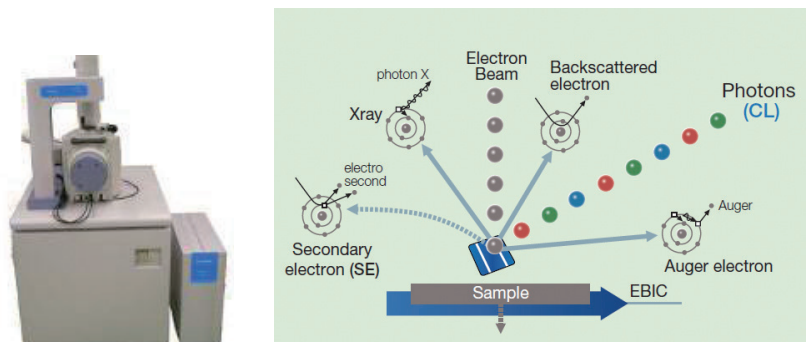 Electron
Beam
Backscattered
electron
photon X
Xray
Photons
(CL)
electro
second
Auger
Secondary
electron (SE)
Auger electron
Sample
EBIC